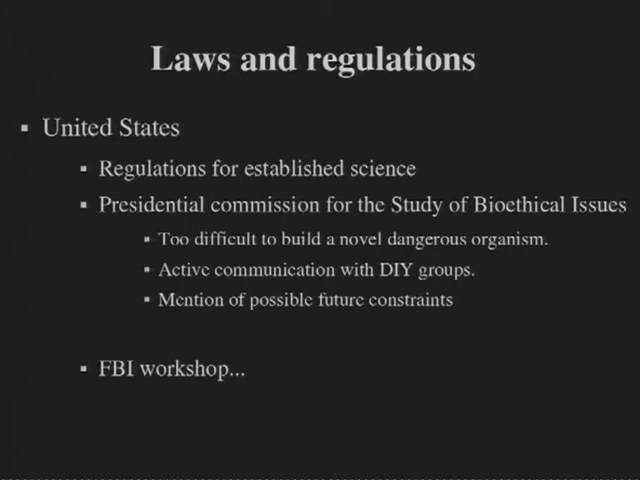 Laws and regulations
▪ United States
▪ Regulations for established science
▪ Presidential commission for the Study of Bioethical Issues
▪ Too difficult to build a novel dangerous organism.
▪ Active communication with DIY groups.
▪ Mention of possible future constraints
▪ FBI workshop...